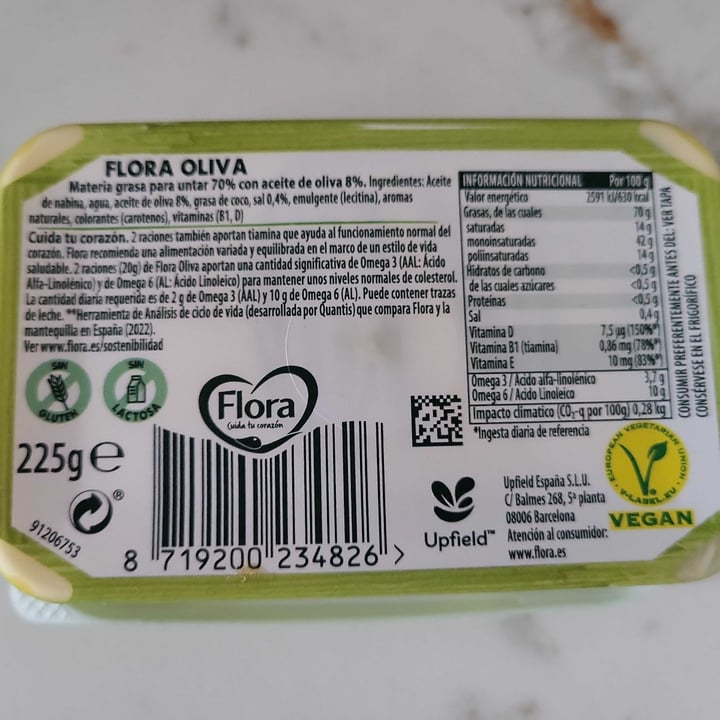 FLORA OLIVA
Materia grasa para untar 70% con aceite de oliva 8%. Ingredientes: Aceite
de nabina, agua, aceite de oliva 8%, grasa de coco, sal 0,4%, emulgente (lecitina), aromas
naturales, colorantes (carotenos), vitaminas (B1, D)
Cuida tu corazón. 2 raciones también aportan tiamina que ayuda al funcionamiento normal del
corazón. Flora recomienda una alimentación variada y equilibrada en el marco de un estilo de vida
saludable. 2 raciones (20g) de Flora Oliva aportan una cantidad significativa de Omega 3 (AAL: Ácido
Alfa-Linolénico) y de Omega 6 (AL: Ácido Linoleico) para mantener unos niveles normales de colesterol.
La cantidad diaria requerida es de 2 g de Omega 3 (AAL) y 10 g de Omega 6 (AL). Puede contener trazas
de leche. **Herramienta de Análisis de ciclo de vida (desarrollada por Quantis) que compara Flora y la
mantequilla en España (2022).
Ver www.flora.es/sostenibilidad
SIN GLUTEN
SIN LACTOSA
Flora
Cuida tu corazón
225g e
®
91206753
8 719200 234826 >
INFORMACIÓN NUTRICIONAL Por 100 g
Valor energético 2591 kJ/630 kcal
Grasas, de las cuales 70 g
saturadas 14 g
monoinsaturadas 42 g
poliinsaturadas 14 g
Hidratos de carbono <0,5 g
de las cuales azúcares <0,5 g
Proteínas <0,5 g
Sal 0,4 g
Vitamina D 7,5 µg (150%*)
Vitamina B1 (tiamina) 0,86 mg (78%*)
Vitamina E 10 mg (83%*)
Omega 3 / Ácido alfa-linolénico 3,7 g
Omega 6 / Ácido Linoleico 10 g
Impacto climatico (CO₂-q por 100g) 0,28 kg
*Ingesta diaria de referencia
CONSUMIR PREFERENTEMENTE ANTES DEL: VER TAPA
CONSÉRVESE EN EL FRIGORÍFICO
Upfield™
Upfield España S.L.U.
C/ Balmes 268, 5ª planta
08006 Barcelona
Atención al consumidor:
www.flora.es
EUROPEAN VEGETARIAN UNION
V-LABEL.EU
VEGAN